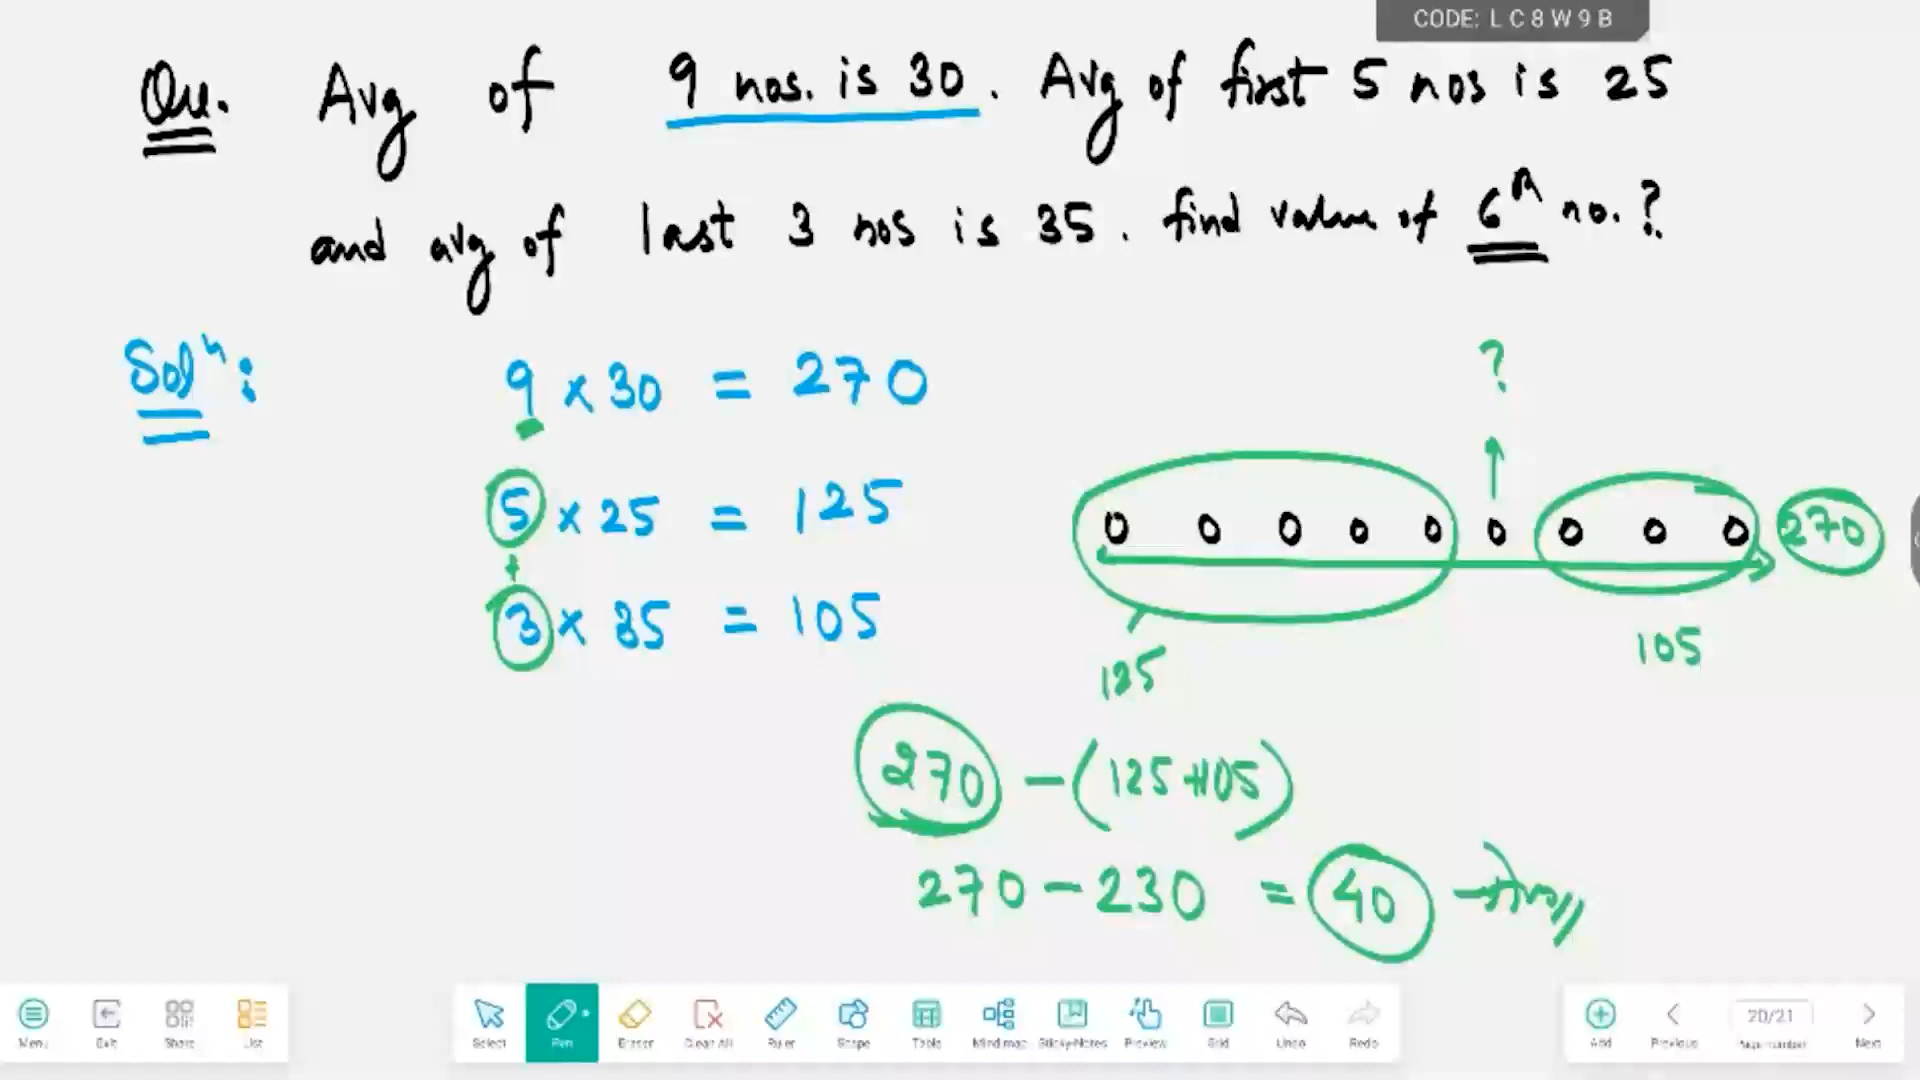 CODE: L C 8 W 9 B
Qu. Avg of 9 nos. is 30. Avg of first 5 nos is 25
and avg of last 3 nos is 35. find value of 6th no.?
Solⁿ:
9 × 30 = 270
5 × 25 = 125
+
3 × 35 = 105
?
0 0 0 0 0 0 0 0 0 270
125
105
270 - (125+105)
270 - 230 = 40
Menu Exit Share List Select Pen Eraser Clear All Ruler Scope Table Mind map Sticky-Notes Preview Grid Undo Redo Add Previous 20/21 Next